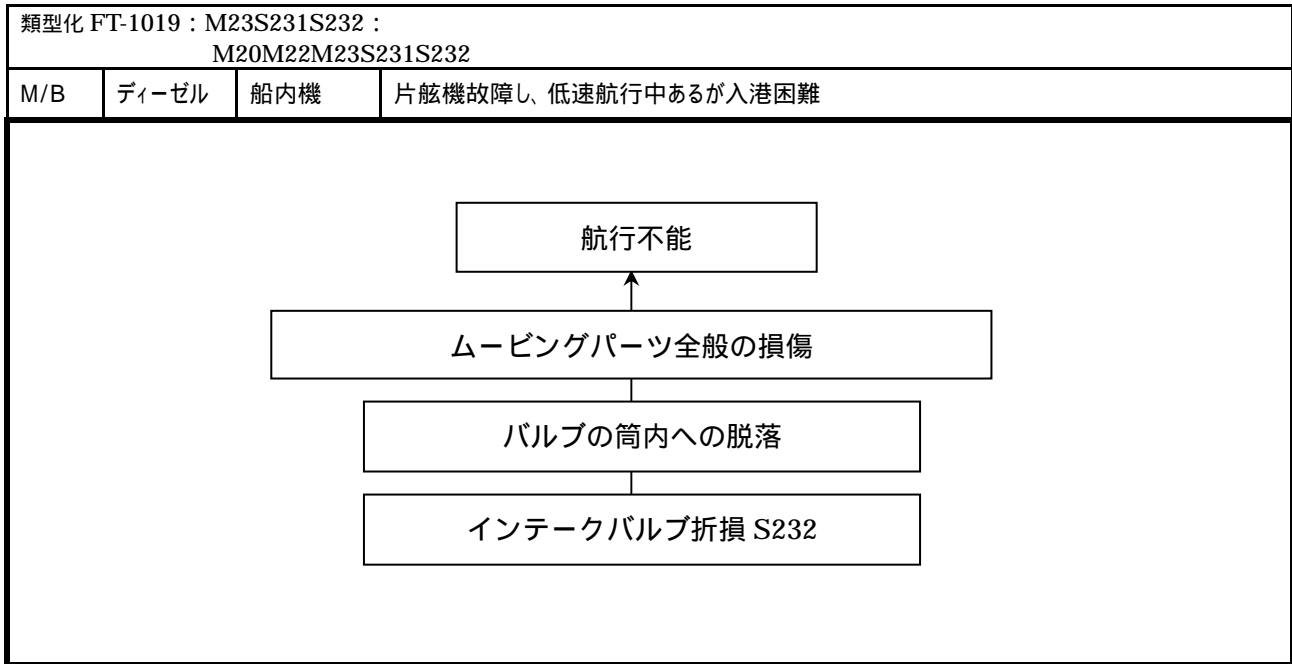 類型化 FT-1019：M23S231S232：
M20M22M23S231S232
M/B ディーゼル 船内機 片舷機故障し、低速航行中あるが入港困難
航行不能
ムービングパーツ全般の損傷
バルブの筒内への脱落
インテークバルブ折損 S232